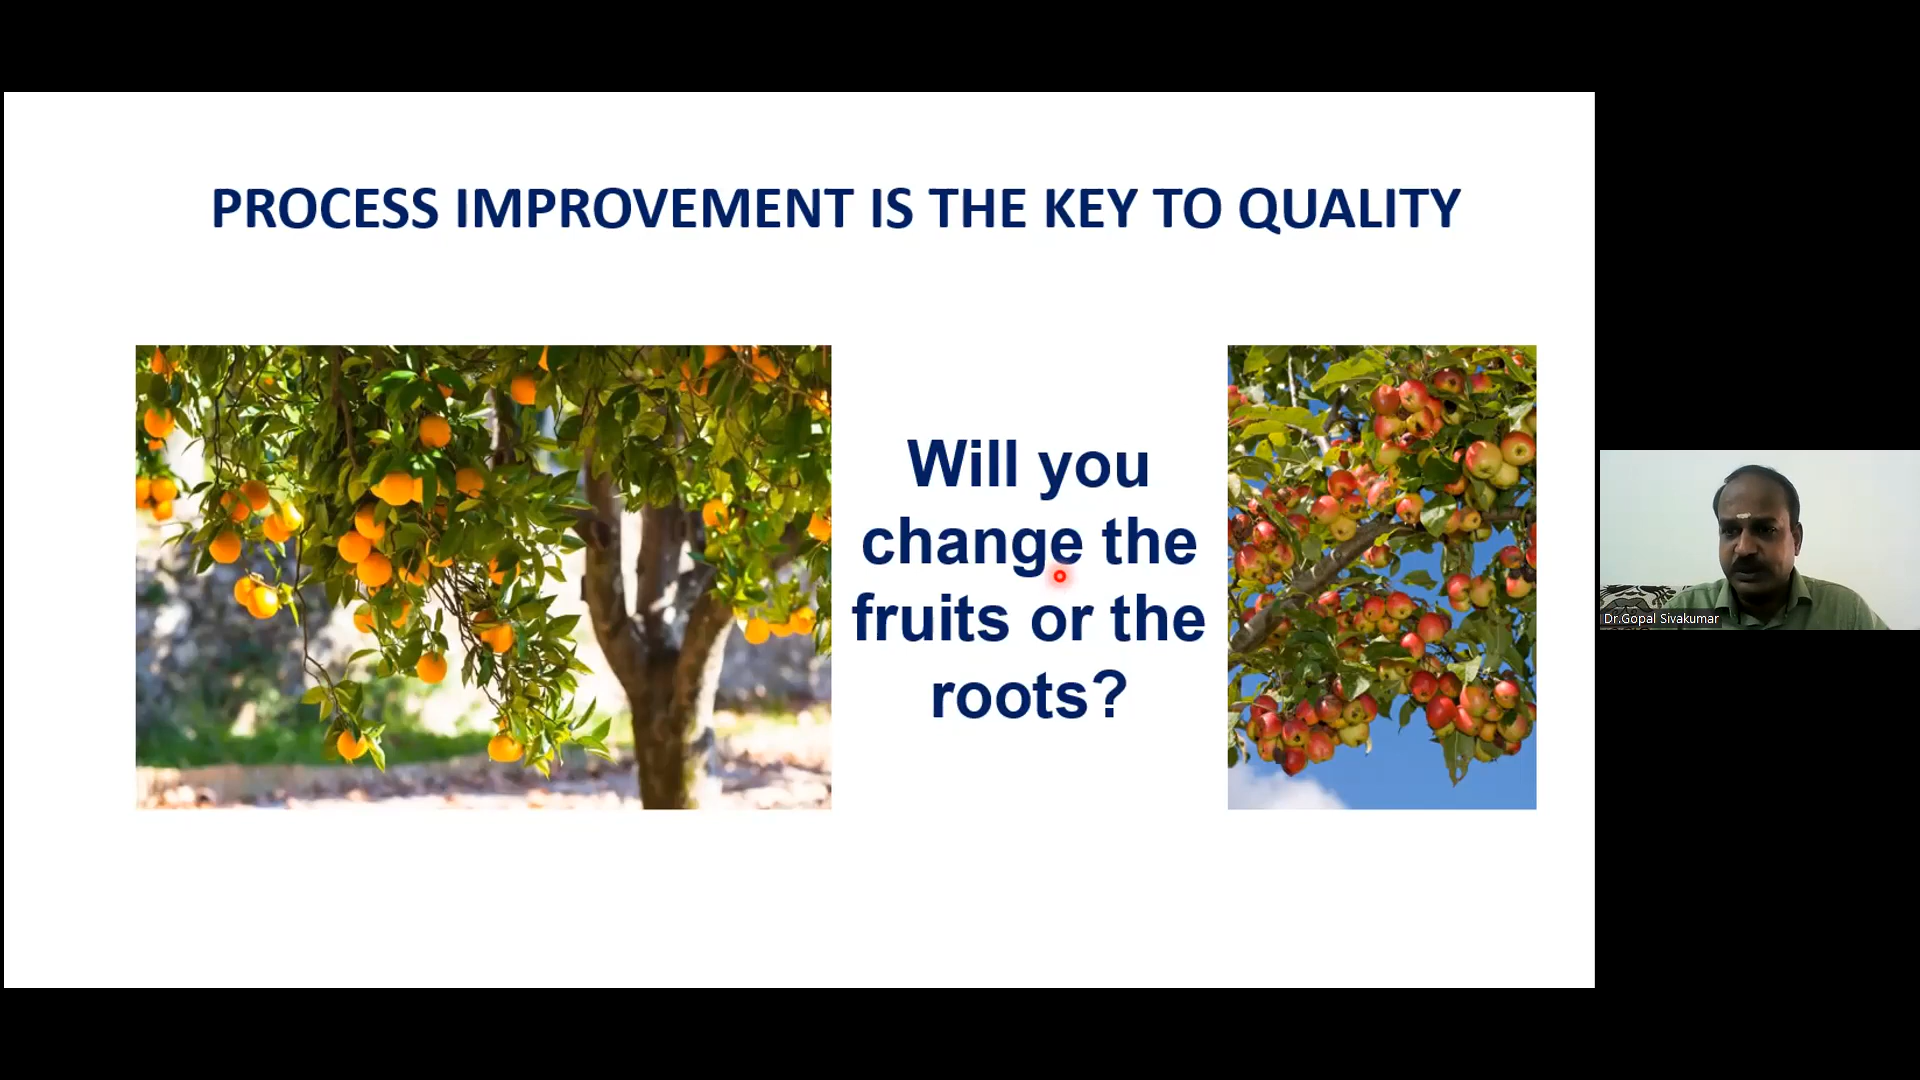 PROCESS IMPROVEMENT IS THE KEY TO QUALITY
Will you
change the
fruits or the
roots?
Dr.Gopal Sivakumar